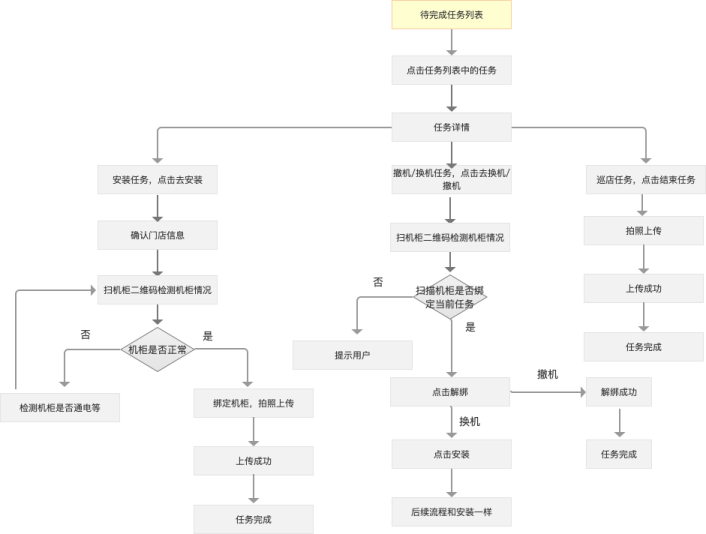 待完成任务列表
点击任务列表中的任务
任务详情
安装任务，点击去安装
撤机/换机任务，点击去换机/
撤机
巡店任务，点击结束任务
确认门店信息
扫机柜二维码检测机柜情况
拍照上传
扫机柜二维码检测机柜情况
否
扫描机柜是否绑
定当前任务
上传成功
否
机柜是否正常
是
是
提示用户
任务完成
检测机柜是否通电等
绑定机柜，拍照上传
点击解绑
撤机
解绑成功
换机
上传成功
点击安装
任务完成
任务完成
后续流程和安装一样